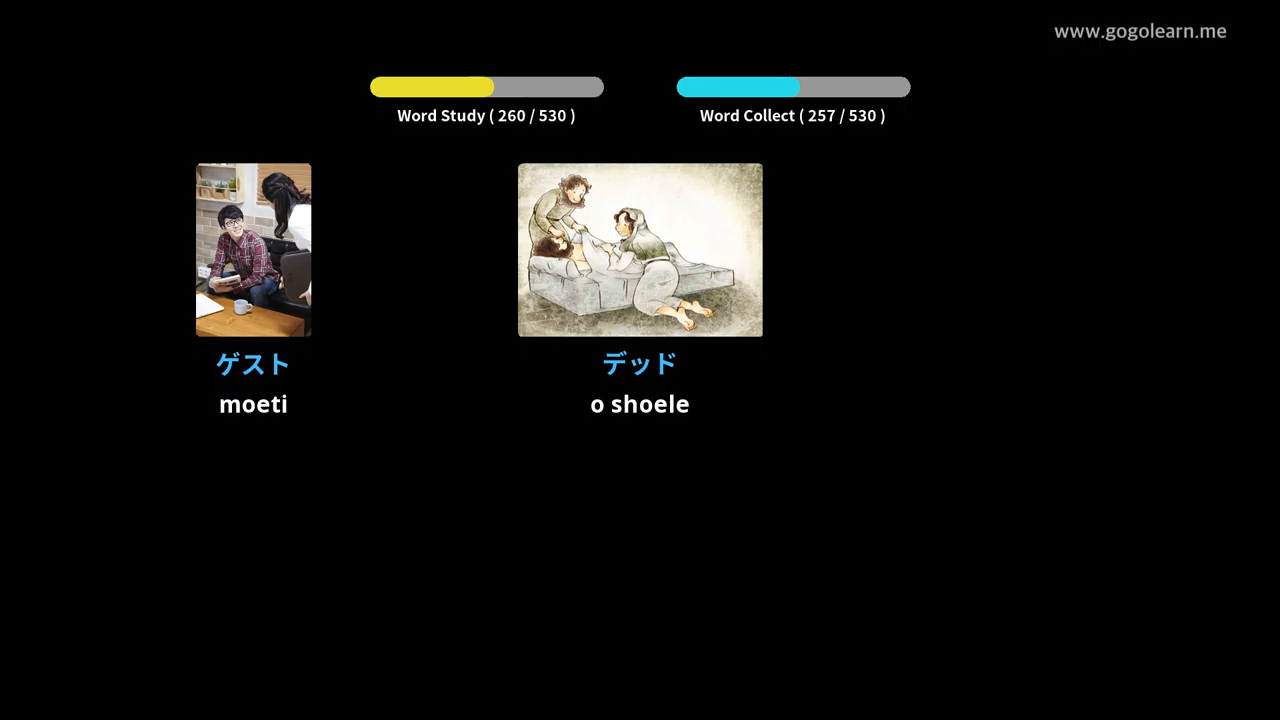 www.gogolearn.me
Word Study ( 260 / 530 )
Word Collect ( 257 / 530 )
ゲスト
moeti
デッド
o shoele